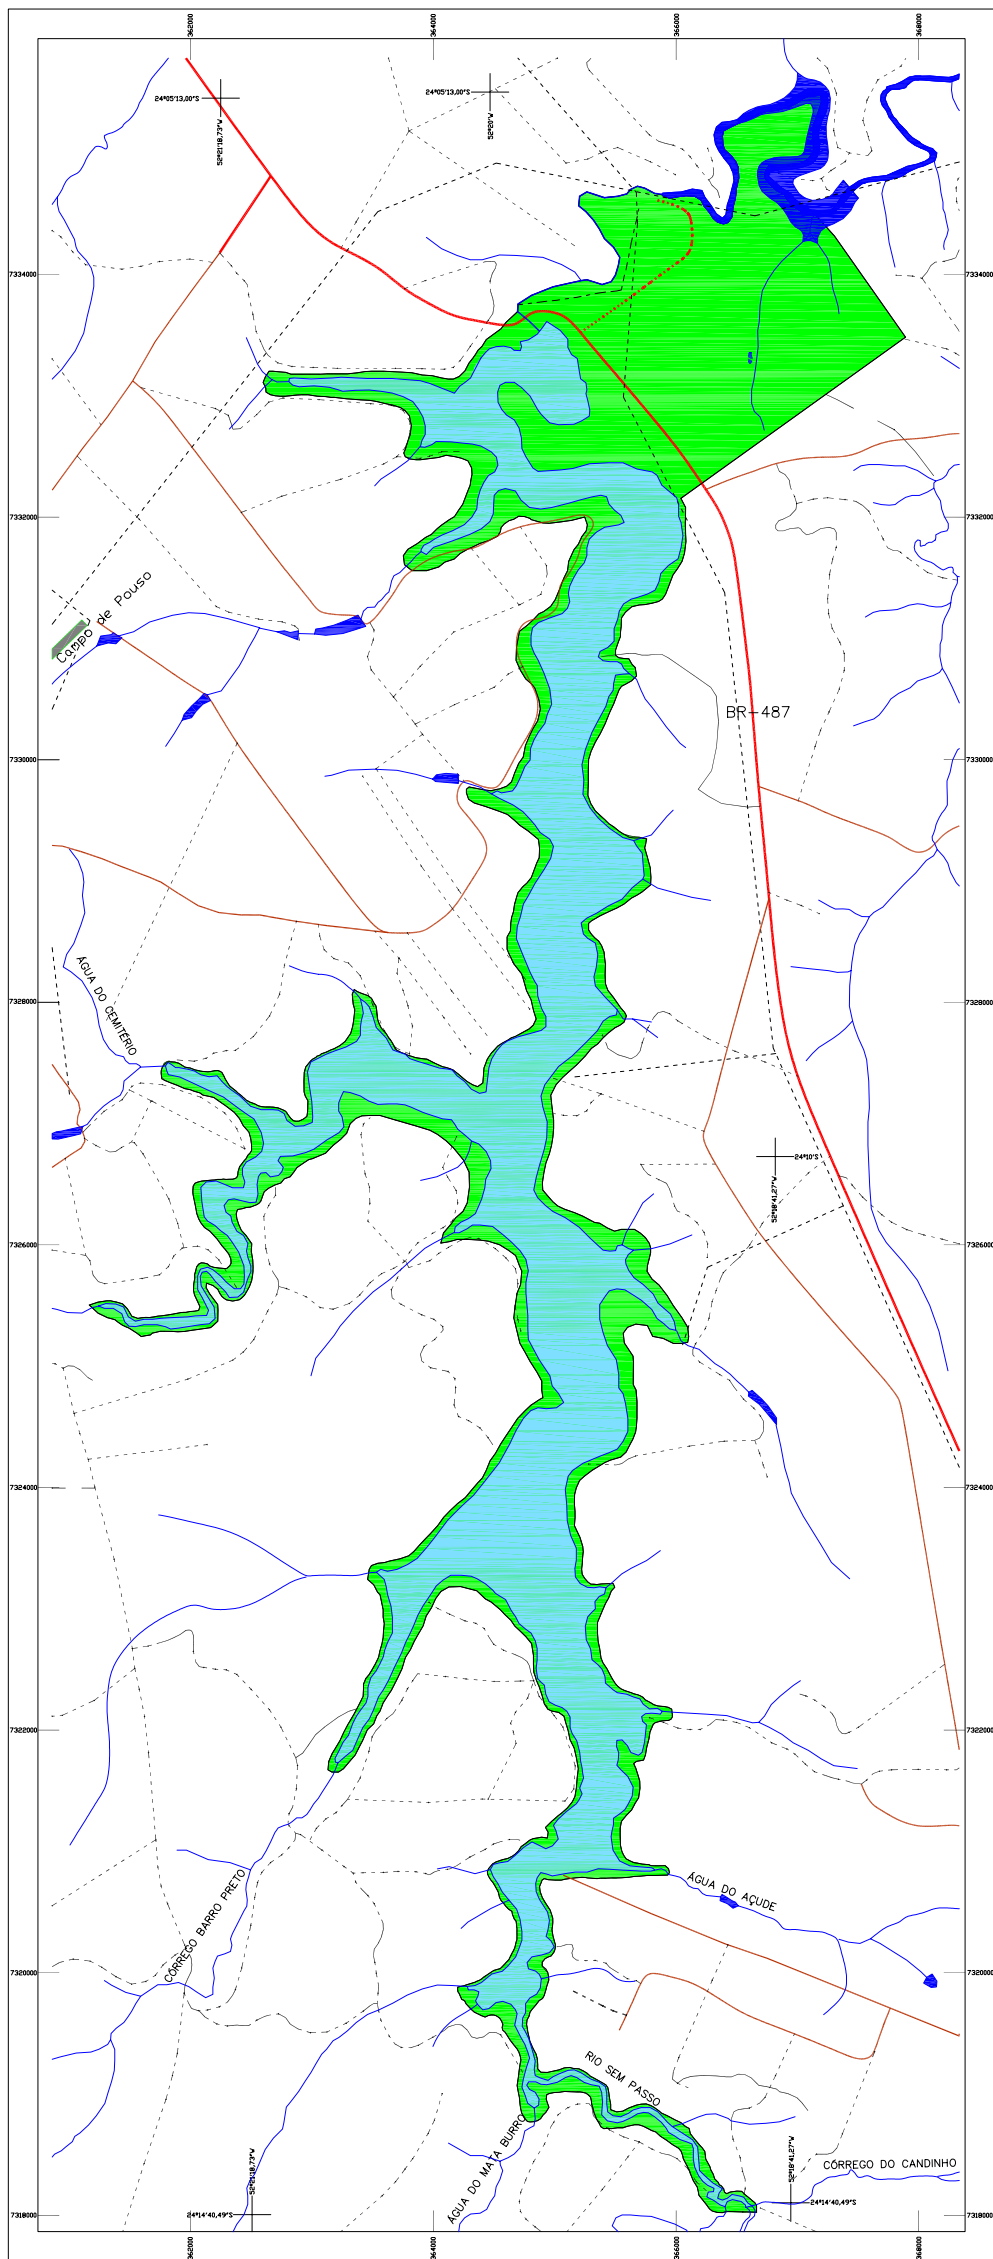 362000
364000
366000
368000
24°05'13,00"S
52°21'18,73"W
24°05'13,00"S
52°20'W
7334000
7334000
7332000
7332000
Campo de Pouso
BR-487
7330000
7330000
ÁGUA DO CEMITÉRIO
7328000
7328000
24°10'S
52°18'41,27"W
7326000
7326000
7324000
7324000
7322000
7322000
CÓRREGO BARRO PRETO
ÁGUA DO AÇUDE
7320000
7320000
RIO SEM PASSO
ÁGUA DO MATA BURRO
CÓRREGO DO CANDINHO
52°21'18,73"W
24°14'40,49"S
52°18'41,27"W
24°14'40,49"S
7318000
7318000
362000
364000
366000
368000